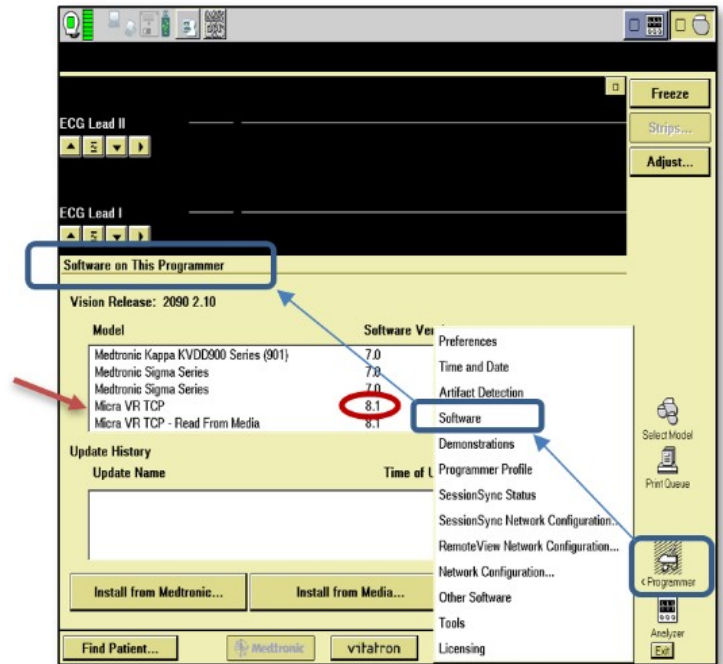 Freeze
ECG Lead II
Strips...
Adjust...
ECG Lead I
Software on This Programmer
Vision Release: 2090 2.10
Model Software Ver
Medtronic Kappa KVDD900 Series (901) 7.0
Medtronic Sigma Series 7.0
Medtronic Sigma Series 7.0
Micra VR TCP 8.1
Micra VR TCP - Read From Media 8.1
Update History
Update Name Time of U
Install from Medtronic... Install from Media...
Find Patient... Medtronic vitatron
Preferences
Time and Date
Artifact Detection
Software
Demonstrations
Programmer Profile
SessionSync Status
SessionSync Network Configuration...
RemoteView Network Configuration...
Network Configuration...
Other Software
Tools
Licensing
Select Model
Print Queue
< Programmer
Analyzer
Exit